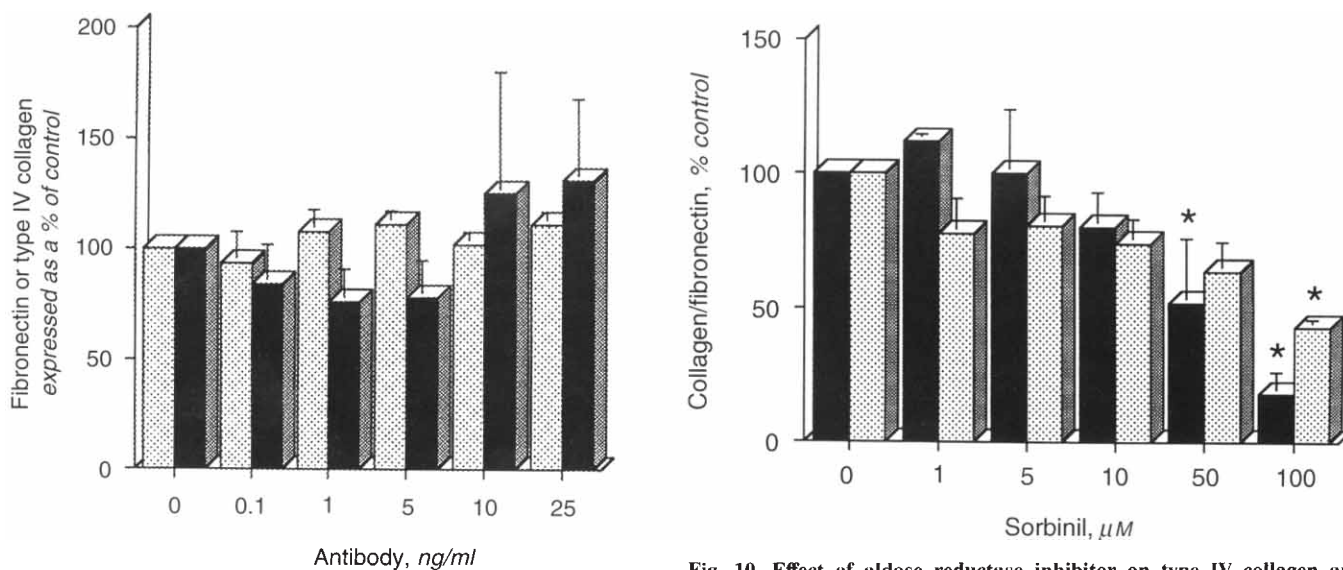 200
150
100
50
0
Fibronectin or type IV collagen
expressed as a % of control
0 0.1 1 5 10 25
Antibody, ng/ml
150
100
50
0
Collagen/fibronectin, % control
*
*
*
0 1 5 10 50 100
Sorbinil, μM
Fig. 10. Effect of aldose reductase inhibitor on type IV collagen